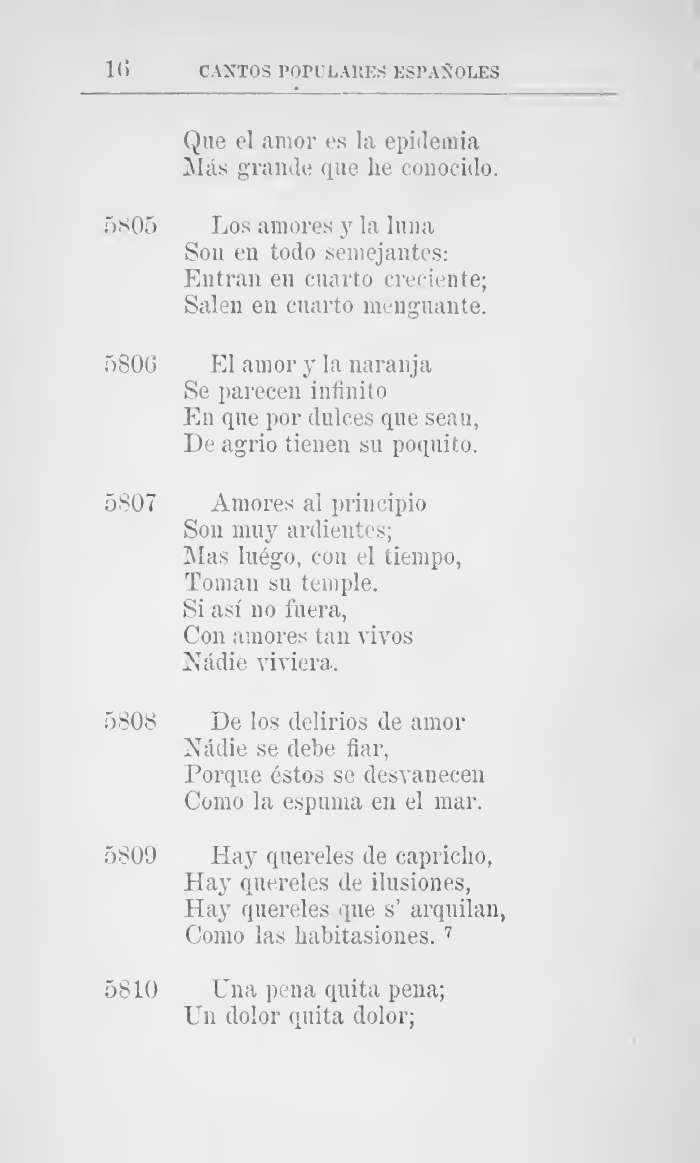 16 CANTOS POPULARES ESPAÑOLES
Que el amor es la epidemia
Más grande que he conocido.
5805 Los amores y la luna
Son en todo semejantes:
Entran en cuarto creciente;
Salen en cuarto menguante.
5806 El amor y la naranja
Se parecen infinito
En que por dulces que sean,
De agrio tienen su poquito.
5807 Amores al principio
Son muy ardientes;
Mas luégo, con el tiempo,
Toman su temple.
Si así no fuera,
Con amores tan vivos
Nádie viviera.
5808 De los delirios de amor
Nádie se debe fiar,
Porque éstos se desvanecen
Como la espuma en el mar.
5809 Hay quereles de capricho,
Hay quereles de ilusiones,
Hay quereles que s' arquilan,
Como las habitasiones. ⁷
5810 Una pena quita pena;
Un dolor quita dolor;